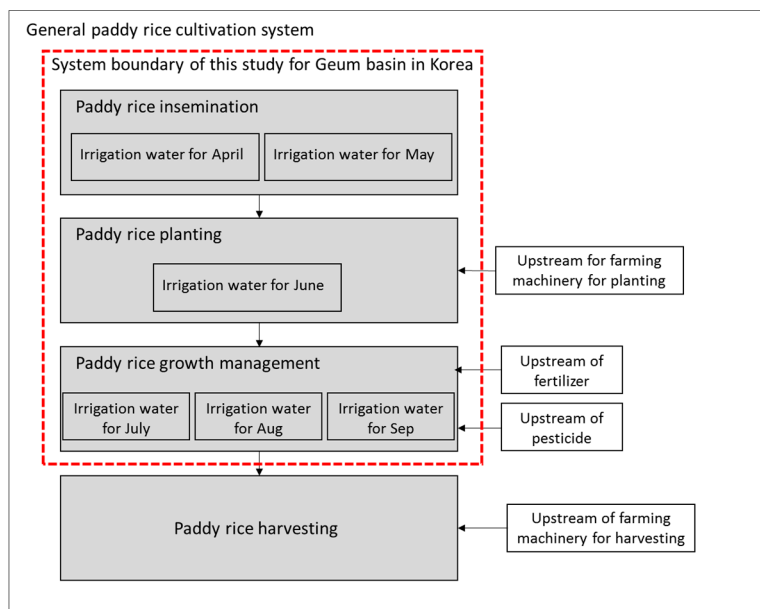 General paddy rice cultivation system
System boundary of this study for Geum basin in Korea
Paddy rice insemination
Irrigation water for April
Irrigation water for May
Paddy rice planting
Irrigation water for June
Upstream for farming
machinery for planting
Paddy rice growth management
Irrigation water
for July
Irrigation water
for Aug
Irrigation water
for Sep
Upstream of
fertilizer
Upstream of
pesticide
Paddy rice harvesting
Upstream of farming
machinery for harvesting